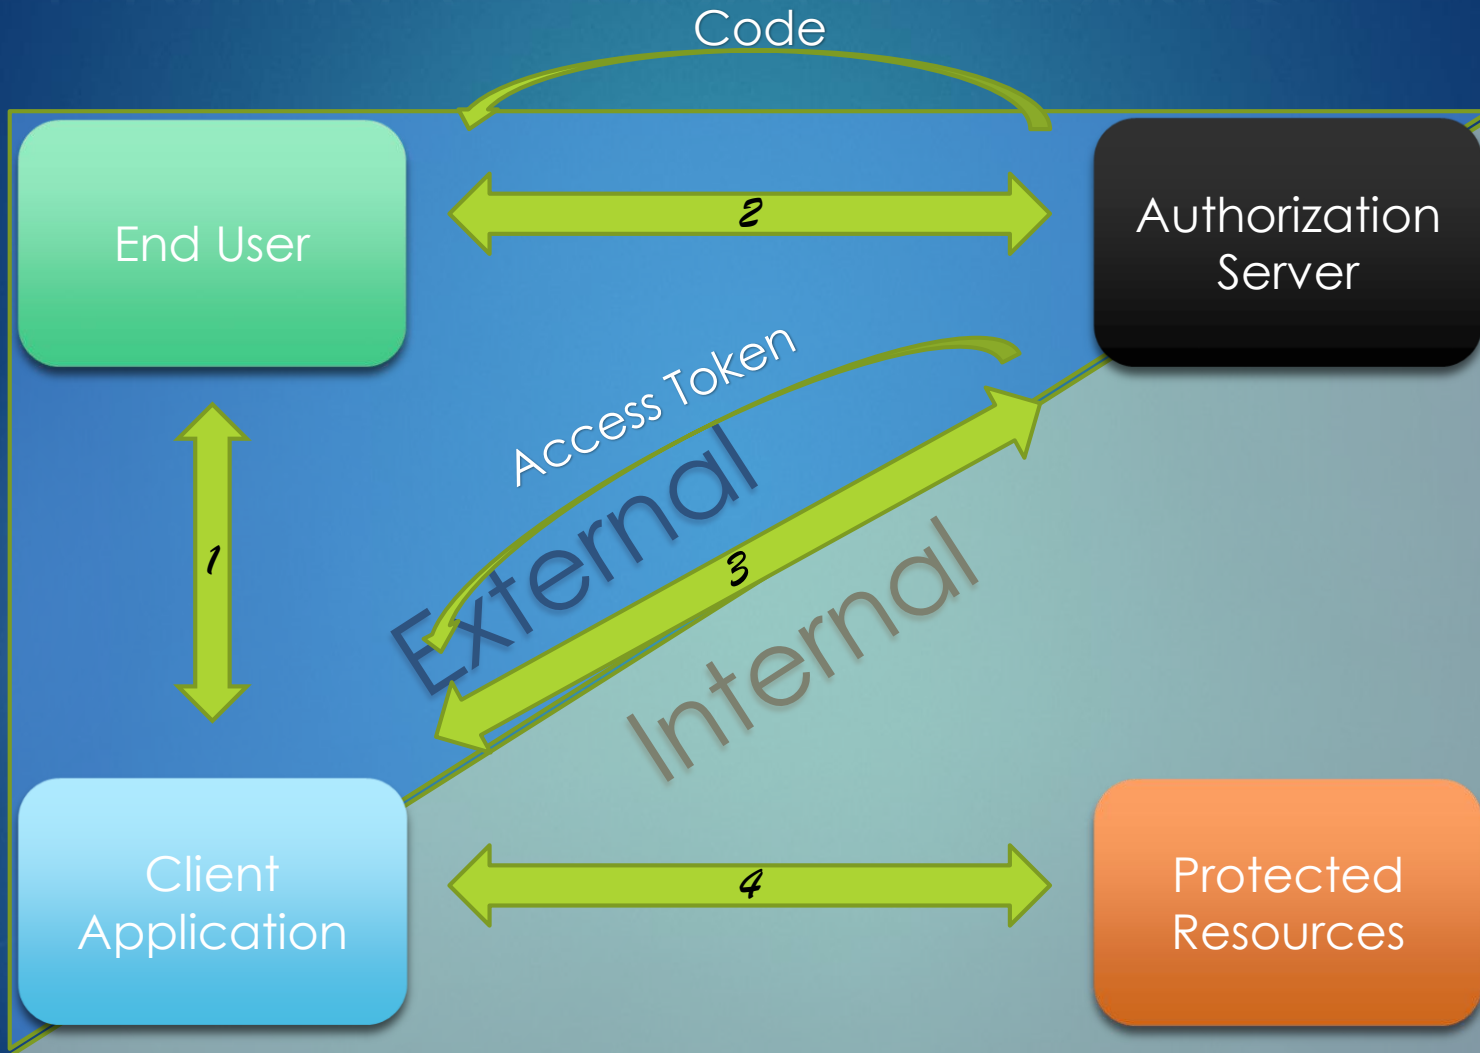 Code
End User
2
Authorization
Server
Access Token
External
1
3
Internal
Client
Application
4
Protected
Resources